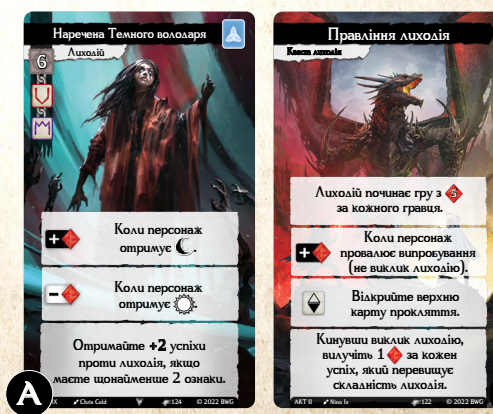 Наречена Темного володаря
Лиходій
6
Коли персонаж
отримує
Коли персонаж
отримує
Отримайте +2 успіхи
проти лиходія, якщо
маєте щонайменше 2 ознаки.
A
Chris Cold
124
© 2022 BWG
Правління лиходія
Квест лиходія
Лиходій починає гру з 5
за кожного гравця.
Коли персонаж
провалює випробування
(не виклик лиходію).
Відкрийте верхню
карту прокляття.
Кинувши виклик лиходію,
вилучіть 1 за кожен
успіх, який перевищує
складність лиходія.
АКТ II
Nino Is
122
© 2022 BWG